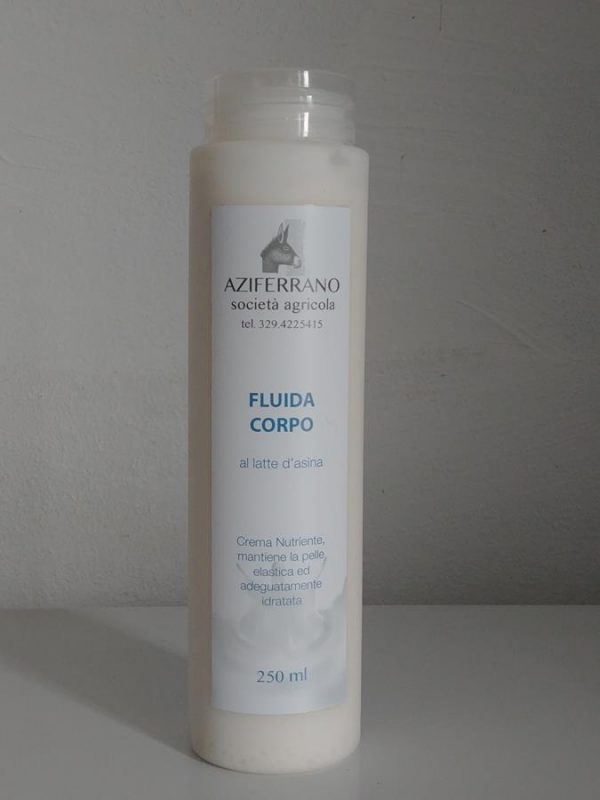 AZIFERRANO
società agricola
tel. 329.4225415
FLUIDA
CORPO
al latte d'asina
Crema Nutriente,
mantiene la pelle
elastica ed
adeguatamente
idratata
250 ml